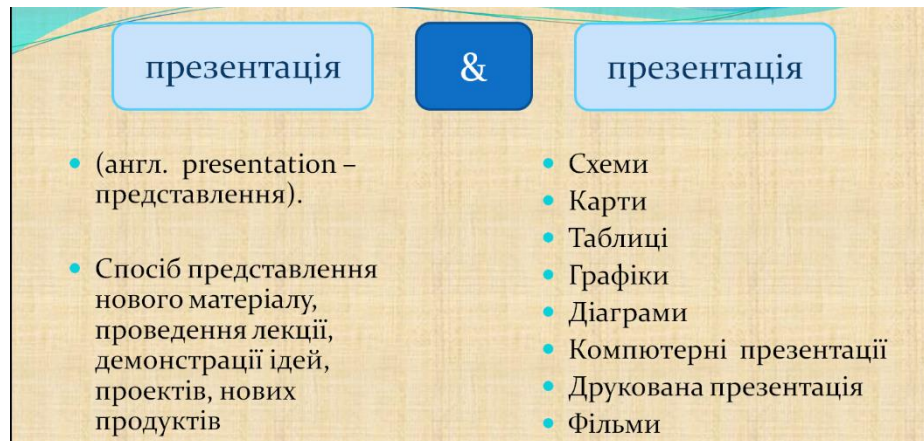 презентація
&
презентація
(англ. presentation –
представлення).
Спосіб представлення
нового матеріалу,
проведення лекції,
демонстрації ідей,
проектів, нових
продуктів
Схеми
Карти
Таблиці
Графіки
Діаграми
Компютерні презентації
Друкована презентація
Фільми